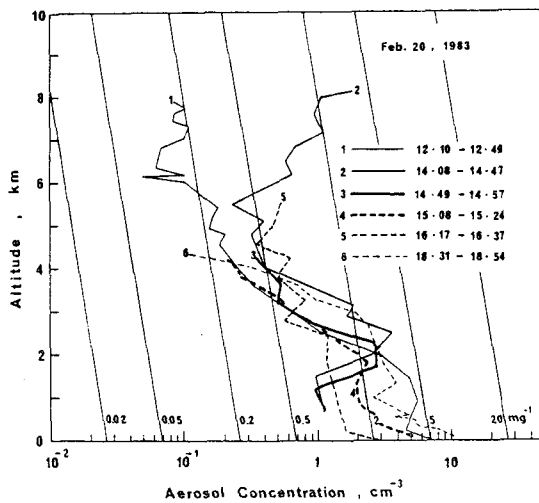 10
8
6
4
2
0
Altitude , km
Feb. 20 , 1983
1 12·10 – 12·49
2 14·08 – 14·47
3 14·49 – 14·57
4 15·08 – 15·24
5 16·17 – 16·37
6 18·31 – 18·54
1
2
5
6
3
4
0.02 0.05 0.2 0.5 2 5 20 mg⁻¹
10⁻² 10⁻¹ 1 10
Aerosol Concentration , cm⁻³